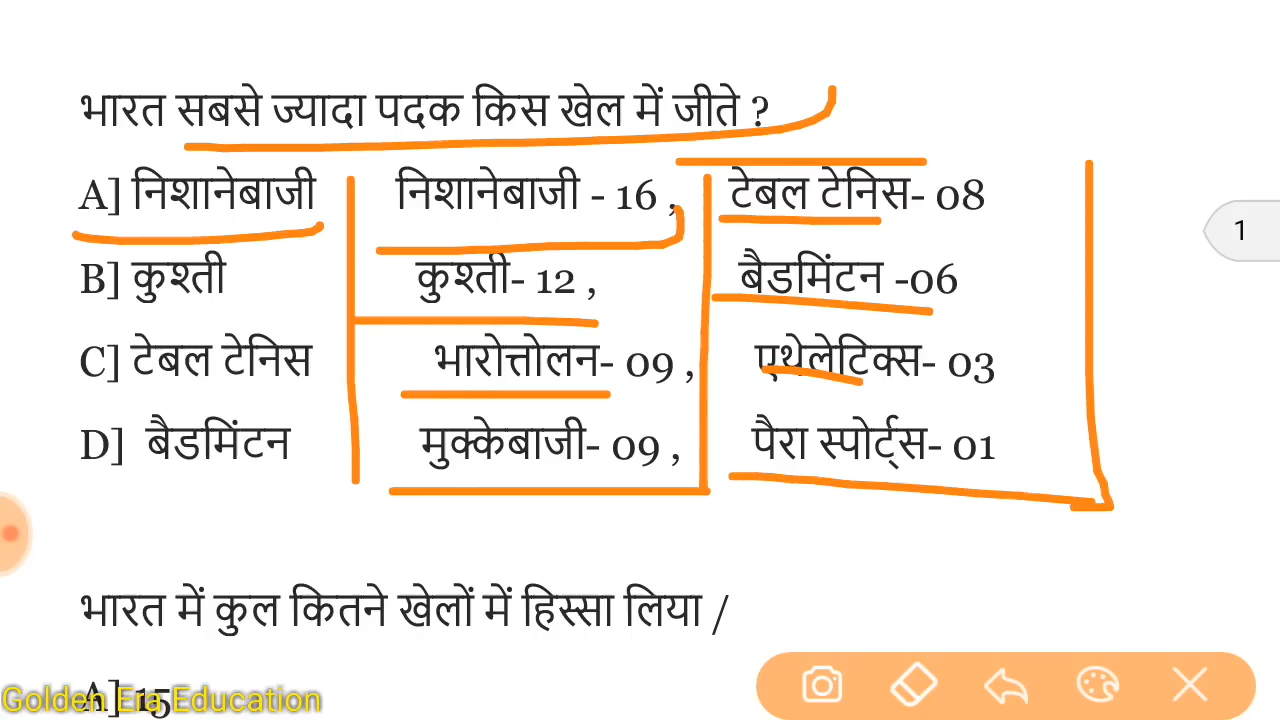 भारत सबसे ज्यादा पदक किस खेल में जीते ?
A] निशानेबाजी निशानेबाजी - 16 , टेबल टेनिस- 08
B] कुश्ती कुश्ती- 12 , बैडमिंटन -06
C] टेबल टेनिस भारोत्तोलन- 09 , एथेलेटिक्स- 03
D] बैडमिंटन मुक्केबाजी- 09 , पैरा स्पोर्ट्स- 01
1
भारत में कुल कितने खेलों में हिस्सा लिया /
A] 15
Golden Era Education